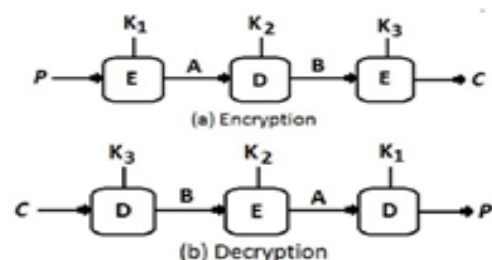 K₁ K₂ K₃
P E A D B E C
(a) Encryption
K₃ K₂ K₁
C D B E A D P
(b) Decryption